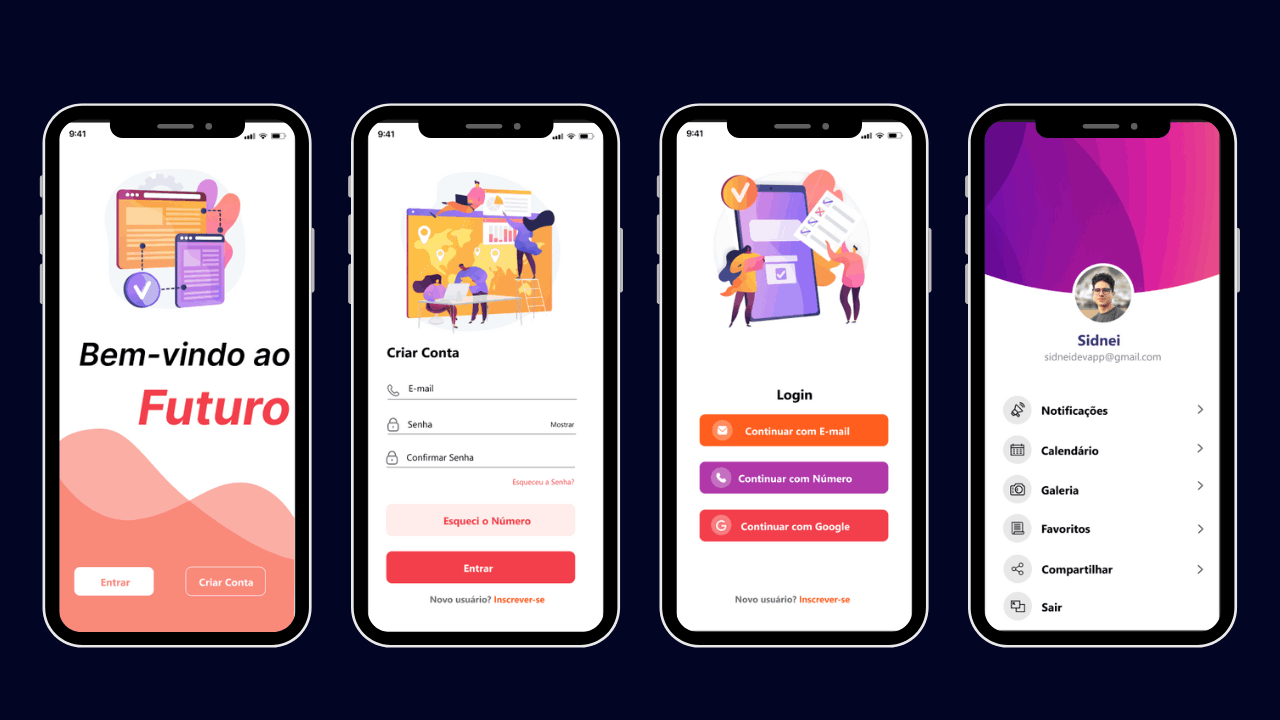 9:41
Bem-vindo ao
Futuro
Entrar
Criar Conta
9:41
Criar Conta
E-mail
Senha
Mostrar
Confirmar Senha
Esqueceu a Senha?
Esqueci o Número
Entrar
Novo usuário? Inscrever-se
9:41
Login
Continuar com E-mail
Continuar com Número
G
Continuar com Google
Novo usuário? Inscrever-se
Sidnei
sidneidevapp@gmail.com
Notificações
Calendário
Galeria
Favoritos
Compartilhar
Sair